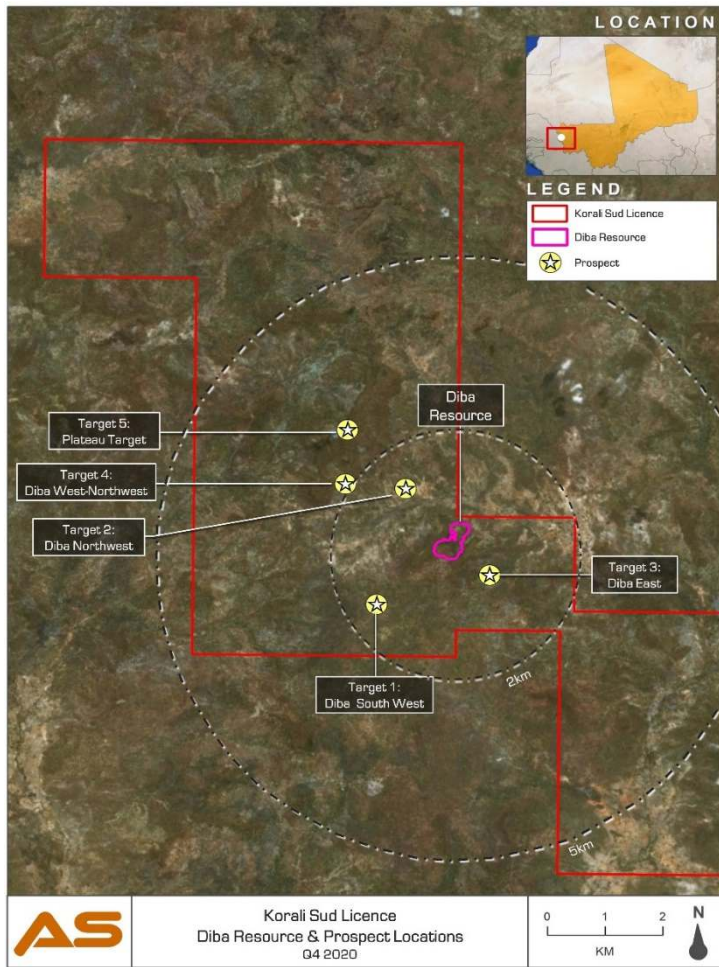 LOCATION
LEGEND
Korali Sud Licence
Diba Resource
Prospect
Diba
Resource
Target 5:
Plateau Target
Target 4:
Diba West-Northwest
Target 2:
Diba Northwest
Target 3:
Diba East
Target 1:
Diba South West
2km
5km
AS
Korali Sud Licence
Diba Resource & Prospect Locations
Q4 2020
0 1 2
KM
N